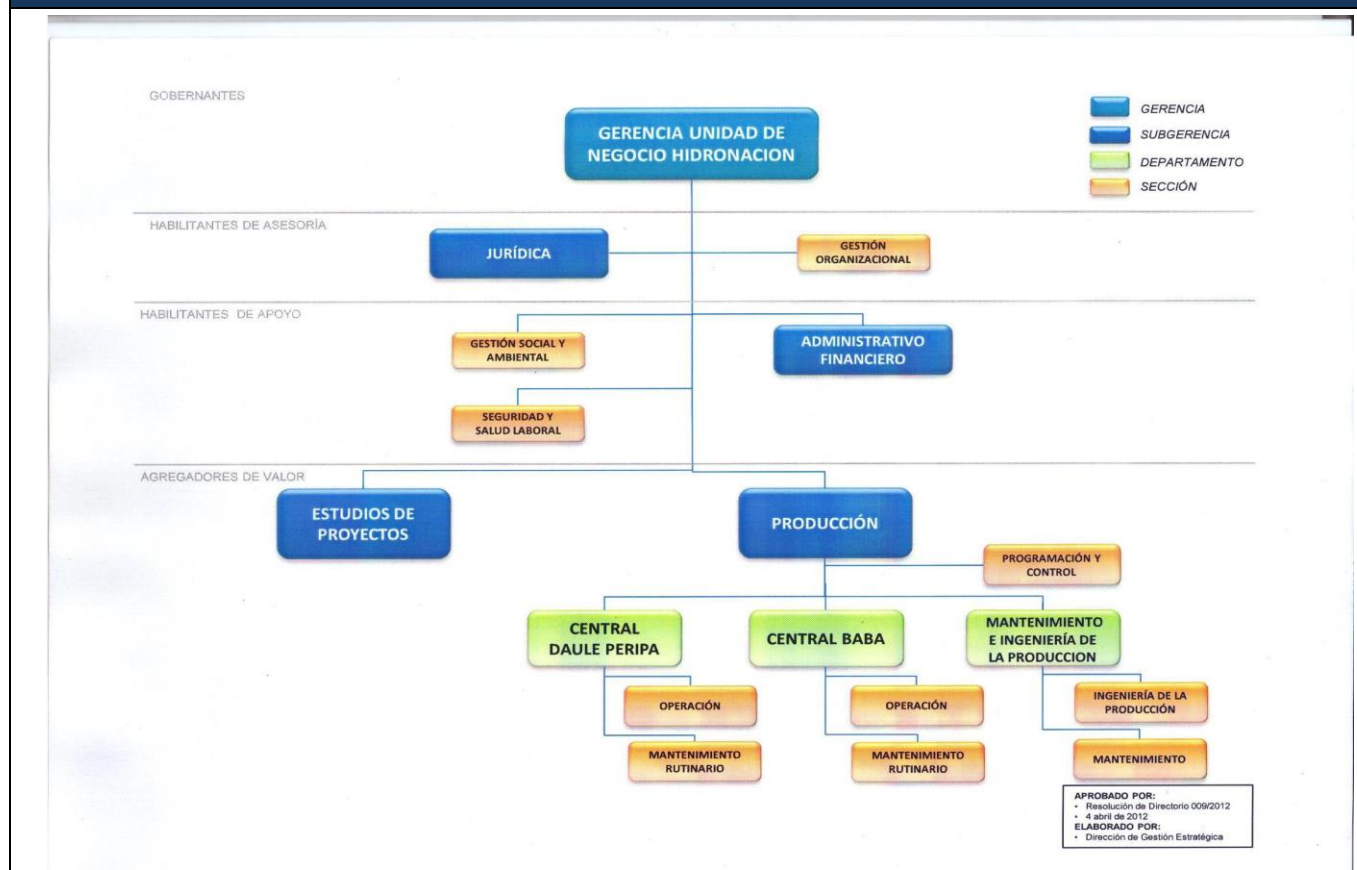 GOBERNANTES
GERENCIA UNIDAD DE
NEGOCIO HIDRONACION
GERENCIA
SUBGERENCIA
DEPARTAMENTO
SECCIÓN
HABILITANTES DE ASESORÍA
JURÍDICA
GESTIÓN
ORGANIZACIONAL
HABILITANTES DE APOYO
GESTIÓN SOCIAL Y
AMBIENTAL
ADMINISTRATIVO
FINANCIERO
SEGURIDAD Y
SALUD LABORAL
AGREGADORES DE VALOR
ESTUDIOS DE
PROYECTOS
PRODUCCIÓN
PROGRAMACIÓN Y
CONTROL
CENTRAL
DAULE PERIPA
CENTRAL BABA
MANTENIMIENTO
E INGENIERÍA DE
LA PRODUCCION
OPERACIÓN
OPERACIÓN
INGENIERÍA DE LA
PRODUCCIÓN
MANTENIMIENTO
RUTINARIO
MANTENIMIENTO
RUTINARIO
MANTENIMIENTO
APROBADO POR:
• Resolución de Directorio 009/2012
• 4 abril de 2012
ELABORADO POR:
• Dirección de Gestión Estratégica